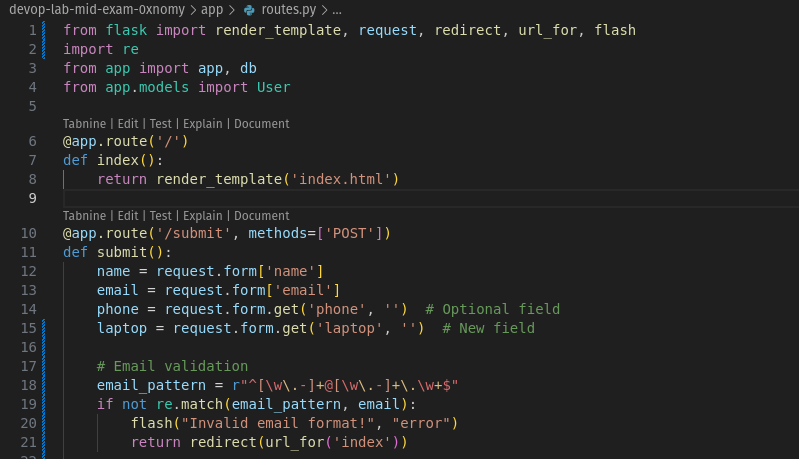 devop-lab-mid-exam-0xnomy > app > routes.py > ...
1 from flask import render_template, request, redirect, url_for, flash
2 import re
3 from app import app, db
4 from app.models import User
5
Tabnine | Edit | Test | Explain | Document
6 @app.route('/')
7 def index():
8     return render_template('index.html')
9
Tabnine | Edit | Test | Explain | Document
10 @app.route('/submit', methods=['POST'])
11 def submit():
12     name = request.form['name']
13     email = request.form['email']
14     phone = request.form.get('phone', '')  # Optional field
15     laptop = request.form.get('laptop', '')  # New field
16
17     # Email validation
18     email_pattern = r"^[\w\.-]+@[\w\.-]+\.\w+$"
19     if not re.match(email_pattern, email):
20         flash("Invalid email format!", "error")
21         return redirect(url_for('index'))